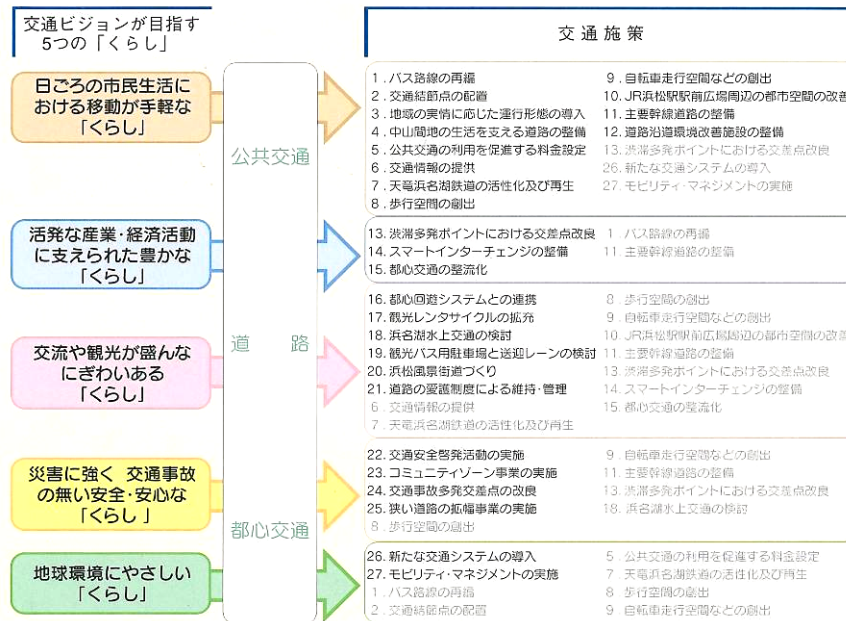 交通ビジョンが目指す
5つの「くらし」
交通施策
日ごろの市民生活に
おける移動が手軽な
「くらし」
活発な産業・経済活動
に支えられた豊かな
「くらし」
交流や観光が盛んな
にぎわいある
「くらし」
災害に強く 交通事故
の無い安全・安心な
「くらし」
地球環境にやさしい
「くらし」
公共交通
道路
都心交通
1．バス路線の再編
2．交通結節点の配置
3．地域の実情に応じた運行形態の導入
4．中山間地の生活を支える道路の整備
5．公共交通の利用を促進する料金設定
6．交通情報の提供
7．天竜浜名湖鉄道の活性化及び再生
8．歩行空間の創出
9．自転車走行空間などの創出
10．JR浜松駅駅前広場周辺の都市空間の改善
11．主要幹線道路の整備
12．道路沿道環境改善施設の整備
13．渋滞多発ポイントにおける交差点改良
26．新たな交通システムの導入
27．モビリティ・マネジメントの実施
13．渋滞多発ポイントにおける交差点改良
14．スマートインターチェンジの整備
15．都心交通の整流化
1．バス路線の再編
11．主要幹線道路の整備
16．都心回遊システムとの連携
17．観光レンタサイクルの拡充
18．浜名湖水上交通の検討
19．観光バス用駐車場と送迎レーンの検討
20．浜松風景街道づくり
21．道路の愛護制度による維持・管理
6．交通情報の提供
7．天竜浜名湖鉄道の活性化及び再生
8．歩行空間の創出
9．自転車走行空間などの創出
10．JR浜松駅駅前広場周辺の都市空間の改善
11．主要幹線道路の整備
13．渋滞多発ポイントにおける交差点改良
14．スマートインターチェンジの整備
15．都心交通の整流化
22．交通安全啓発活動の実施
23．コミュニティゾーン事業の実施
24．交通事故多発交差点の改良
25．狭い道路の拡幅事業の実施
8．歩行空間の創出
9．自転車走行空間などの創出
11．主要幹線道路の整備
13．渋滞多発ポイントにおける交差点改良
18．浜名湖水上交通の検討
26．新たな交通システムの導入
27．モビリティ・マネジメントの実施
1．バス路線の再編
2．交通結節点の配置
5．公共交通の利用を促進する料金設定
7．天竜浜名湖鉄道の活性化及び再生
8．歩行空間の創出
9．自転車走行空間などの創出